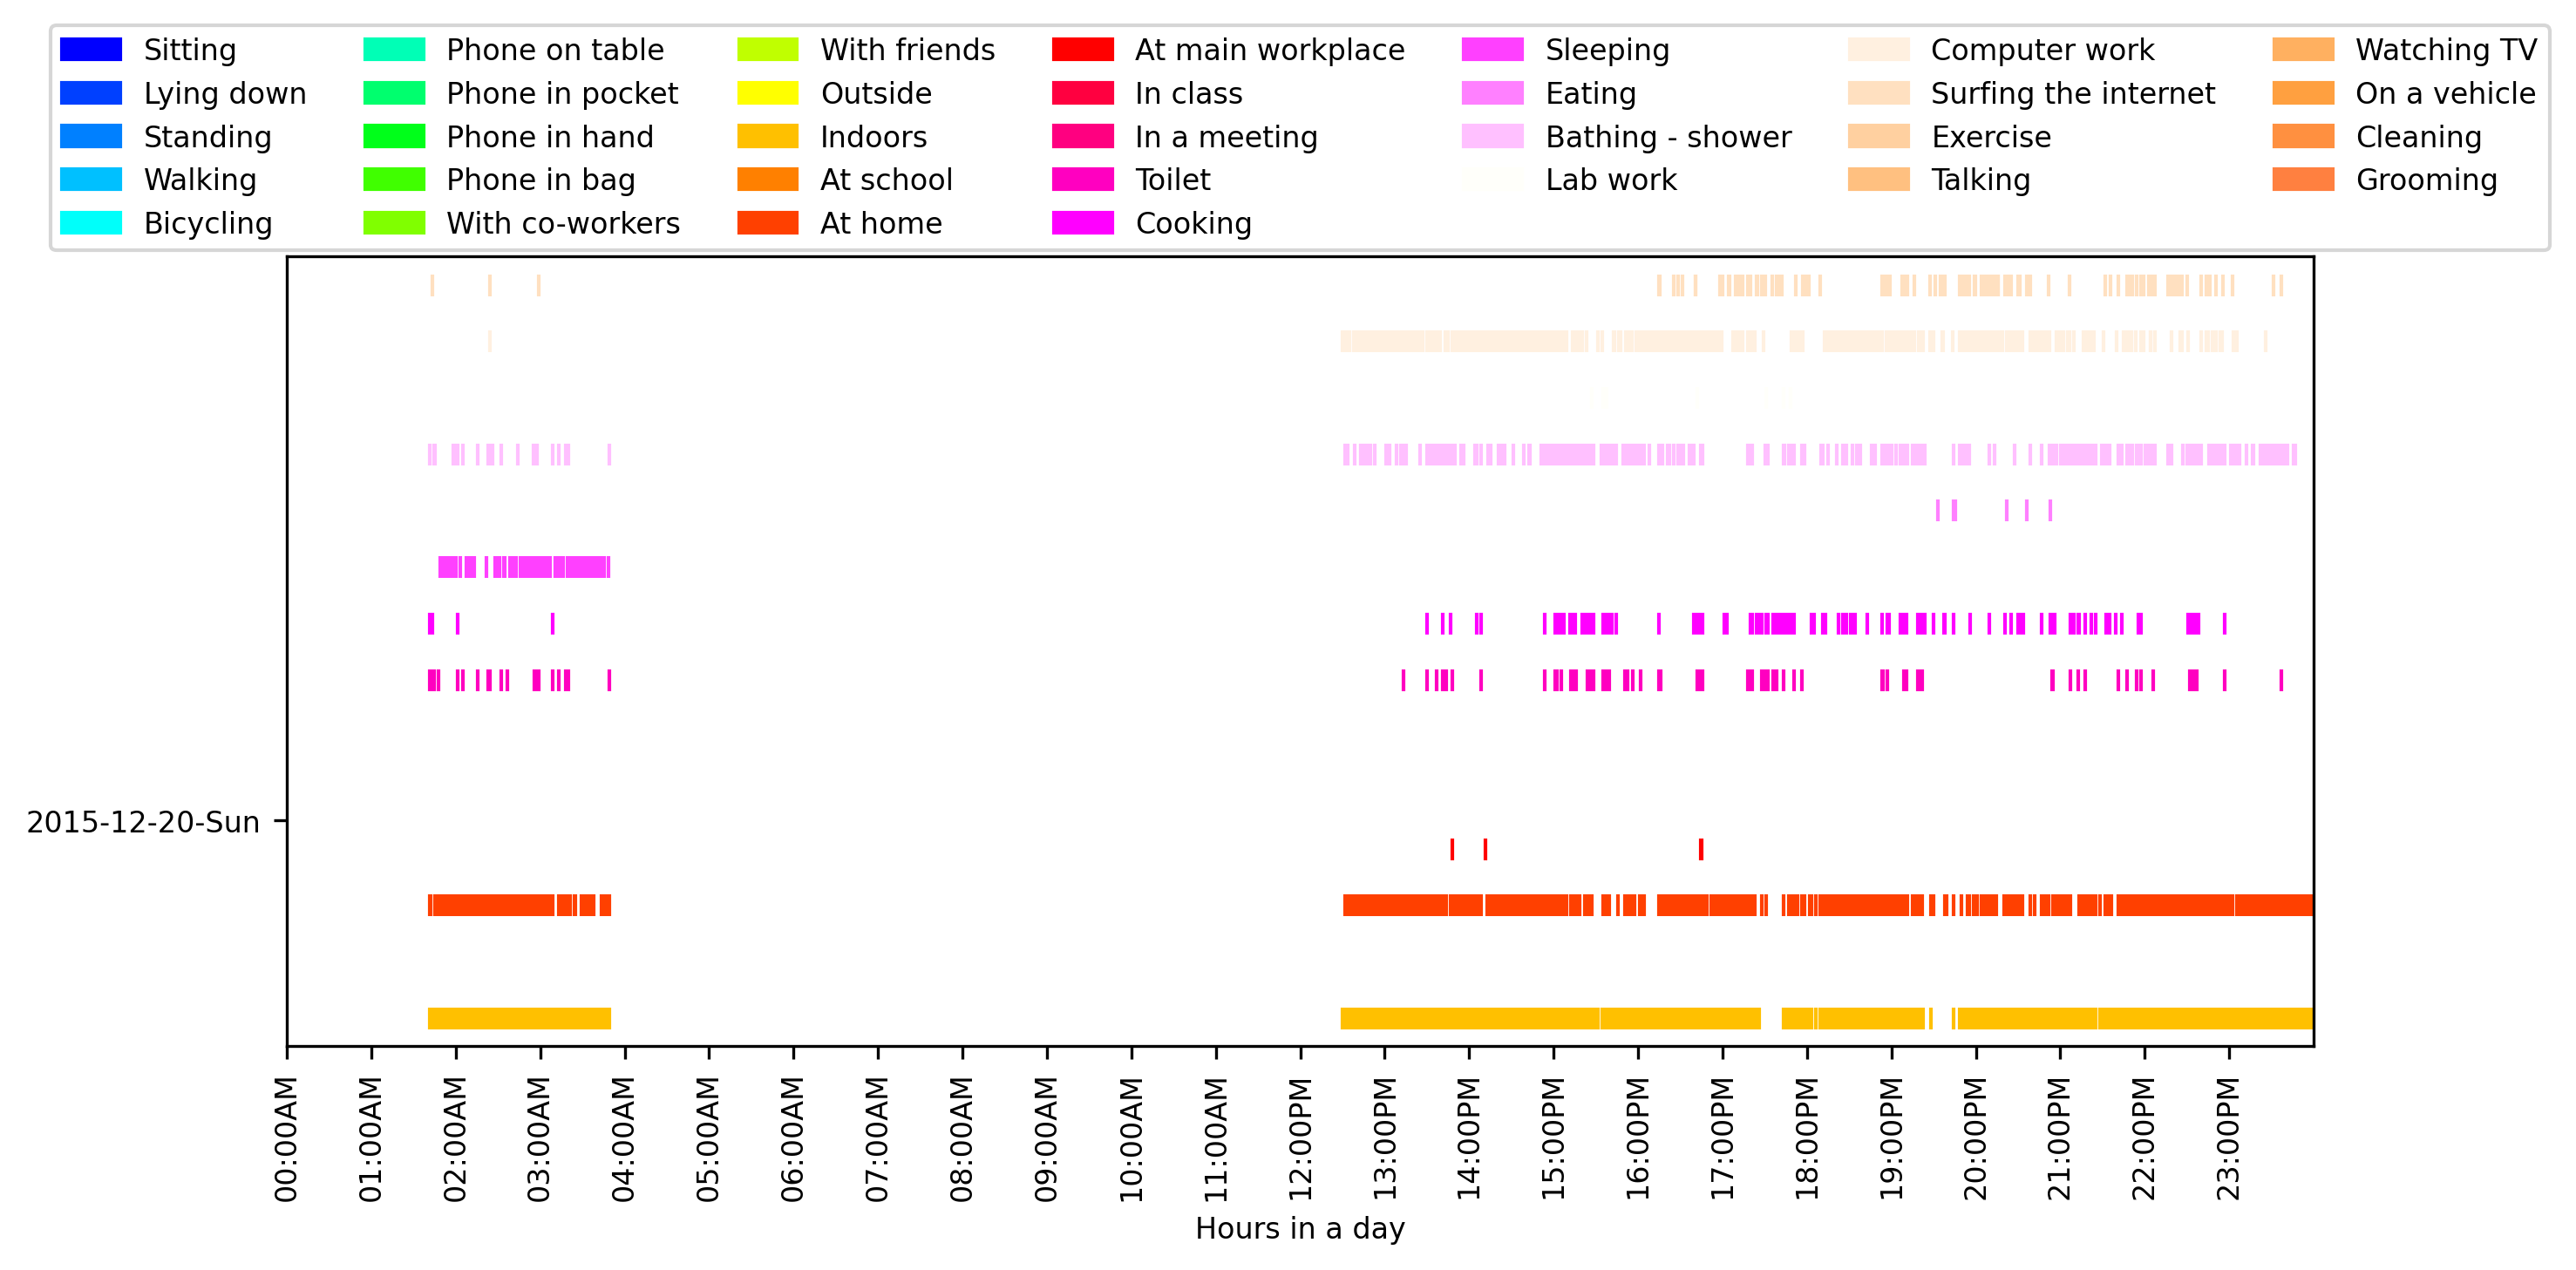 Sitting
Lying down
Standing
Walking
Bicycling
Phone on table
Phone in pocket
Phone in hand
Phone in bag
With co-workers
With friends
Outside
Indoors
At school
At home
At main workplace
In class
In a meeting
Toilet
Cooking
Sleeping
Eating
Bathing - shower
Lab work
Computer work
Surfing the internet
Exercise
Talking
Watching TV
On a vehicle
Cleaning
Grooming
2015-12-20-Sun
00:00AM
01:00AM
02:00AM
03:00AM
04:00AM
05:00AM
06:00AM
07:00AM
08:00AM
09:00AM
10:00AM
11:00AM
12:00PM
13:00PM
14:00PM
15:00PM
16:00PM
17:00PM
18:00PM
19:00PM
20:00PM
21:00PM
22:00PM
23:00PM
Hours in a day